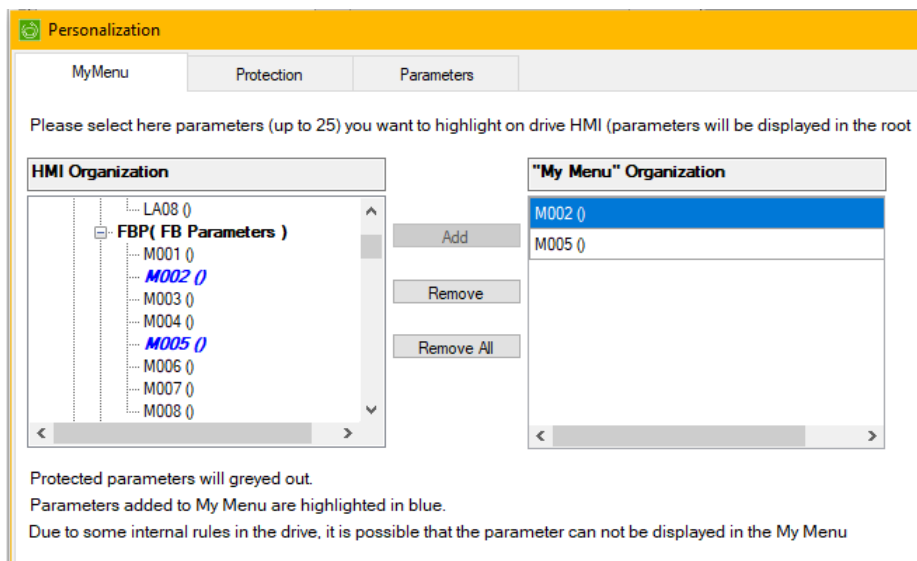 Personalization
MyMenu
Protection
Parameters
Please select here parameters (up to 25) you want to highlight on drive HMI (parameters will be displayed in the root
HMI Organization
LA08 ()
FBP( FB Parameters )
M001 ()
M002 ()
M003 ()
M004 ()
M005 ()
M006 ()
M007 ()
M008 ()
Add
Remove
Remove All
"My Menu" Organization
M002 ()
M005 ()
Protected parameters will greyed out.
Parameters added to My Menu are highlighted in blue.
Due to some internal rules in the drive, it is possible that the parameter can not be displayed in the My Menu